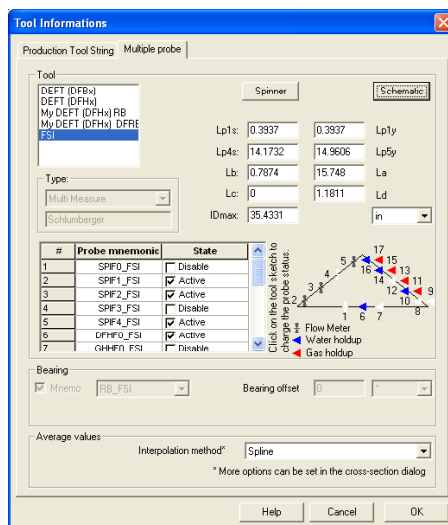 Tool Informations
Production Tool String Multiple probe
Tool
DEFT (DFBx)
DEFT (DFHx)
My DEFT (DFHx) RB
My DEFT (DFHx) DFRE
FSI
Spinner Schematic
Lp1s: 0.3937 0.3937 Lp1y
Lp4s: 14.1732 14.9606 Lp5y
Lb: 0.7874 15.748 La
Lc: 0 1.1811 Ld
IDmax: 35.4331 in
Type:
Multi Measure
Schlumberger
# Probe mnemonic State
1 SPIF0_FSI Disable
2 SPIF1_FSI Active
3 SPIF2_FSI Active
4 SPIF3_FSI Disable
5 SPIF4_FSI Active
6 DFHF0_FSI Active
7 GHHF0_FSI Disable
Click on the tool sketch to
change the probe status.
17
5 16 15
4 14 13
3 11
2 12 9
10
1 6 7 8
Flow Meter
Water holdup
Gas holdup
Bearing
Mnemo RB_FSI Bearing offset 0 °
Average values
Interpolation method* Spline
* More options can be set in the cross-section dialog
Help Cancel OK